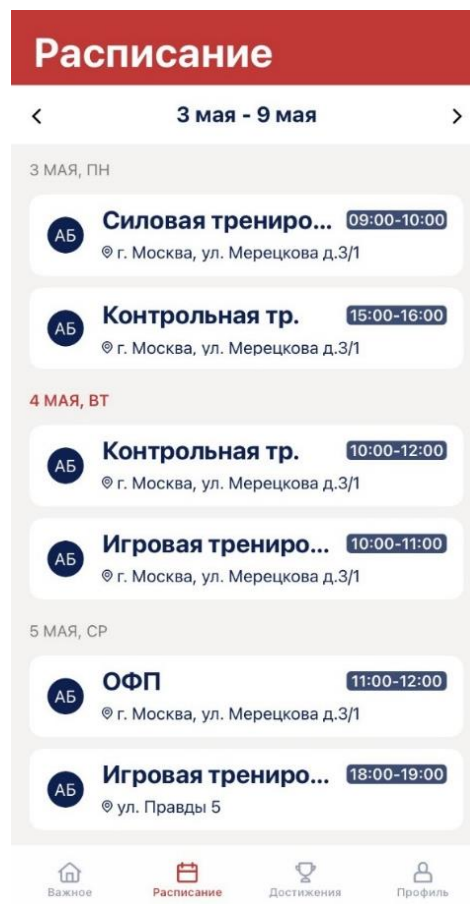 Расписание
3 мая - 9 мая
3 МАЯ, ПН
АБ
Силовая трениро... 09:00-10:00
г. Москва, ул. Мерецкова д.3/1
АБ
Контрольная тр. 15:00-16:00
г. Москва, ул. Мерецкова д.3/1
4 МАЯ, ВТ
АБ
Контрольная тр. 10:00-12:00
г. Москва, ул. Мерецкова д.3/1
АБ
Игровая трениро... 10:00-11:00
г. Москва, ул. Мерецкова д.3/1
5 МАЯ, СР
АБ
ОФП 11:00-12:00
г. Москва, ул. Мерецкова д.3/1
АБ
Игровая трениро... 18:00-19:00
ул. Правды 5
Важное Расписание Достижения Профиль